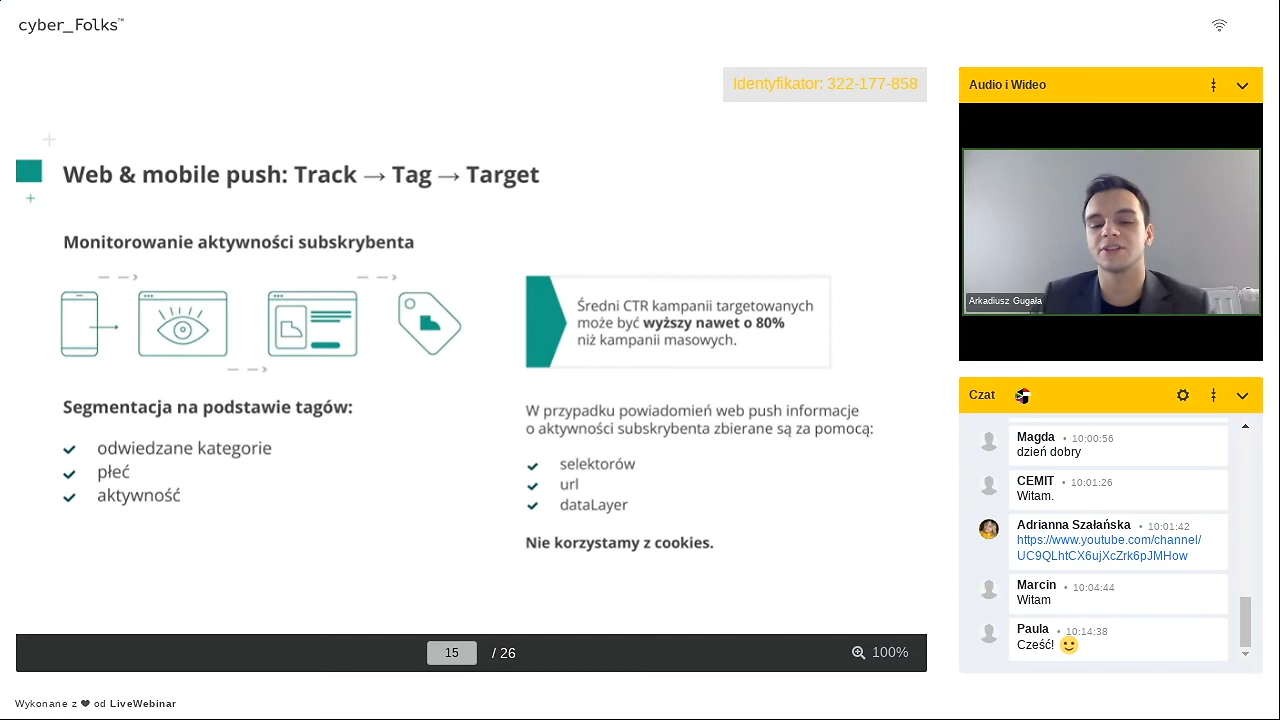 cyber_Folks™
Identyfikator: 322-177-858
Web & mobile push: Track → Tag → Target
Monitorowanie aktywności subskrybenta
Segmentacja na podstawie tagów:
odwiedzane kategorie
płeć
aktywność
Średni CTR kampanii targetowanych
może być wyższy nawet o 80%
niż kampanii masowych.
W przypadku powiadomień web push informacje
o aktywności subskrybenta zbierane są za pomocą:
selektorów
url
dataLayer
Nie korzystamy z cookies.
15 / 26
100%
Wykonane z ❤ od LiveWebinar
Audio i Wideo
Arkadiusz Gugała
Czat
Magda • 10:00:56
dzień dobry
CEMIT • 10:01:26
Witam.
Adrianna Szałańska • 10:01:42
https://www.youtube.com/channel/
UC9QLhtCX6ujXcZrk6pJMHow
Marcin • 10:04:44
Witam
Paula • 10:14:38
Cześć! 🙂